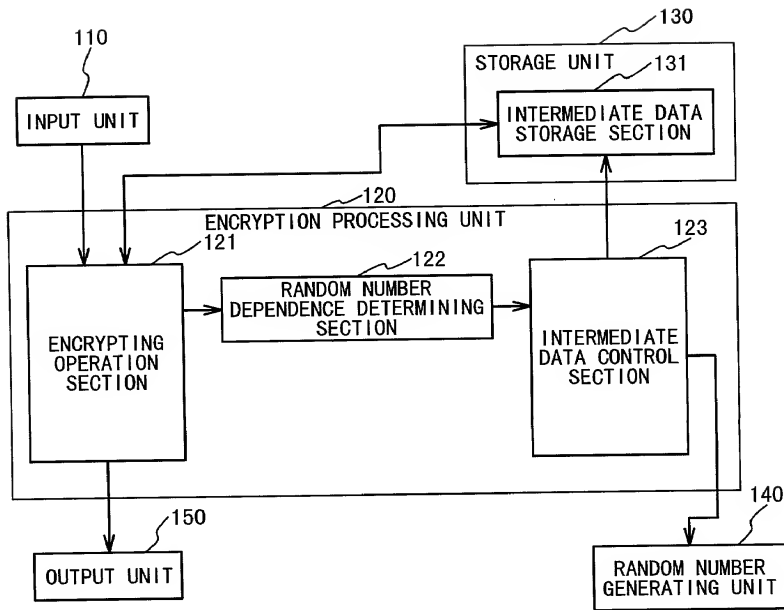 130
110
STORAGE UNIT
131
INPUT UNIT
INTERMEDIATE DATA
STORAGE SECTION
120
ENCRYPTION PROCESSING UNIT
121
122
123
RANDOM NUMBER
DEPENDENCE DETERMINING
SECTION
ENCRYPTING
OPERATION
SECTION
INTERMEDIATE
DATA CONTROL
SECTION
150
140
OUTPUT UNIT
RANDOM NUMBER
GENERATING UNIT